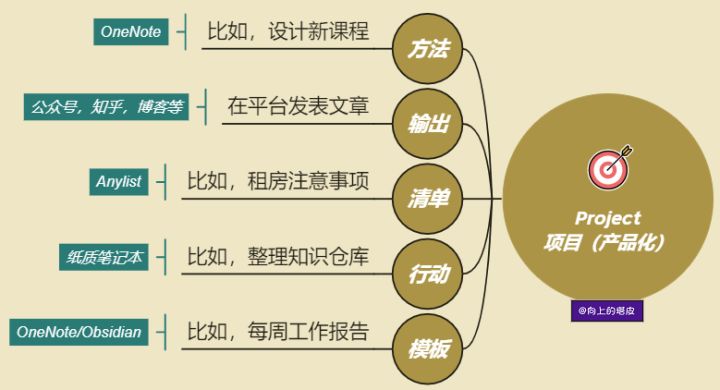 OneNote
比如，设计新课程
方法
公众号，知乎，博客等
在平台发表文章
输出
Anylist
比如，租房注意事项
清单
Project
项目（产品化）
纸质笔记本
比如，整理知识仓库
行动
@向上的塔皮
OneNote/Obsidian
比如，每周工作报告
模板